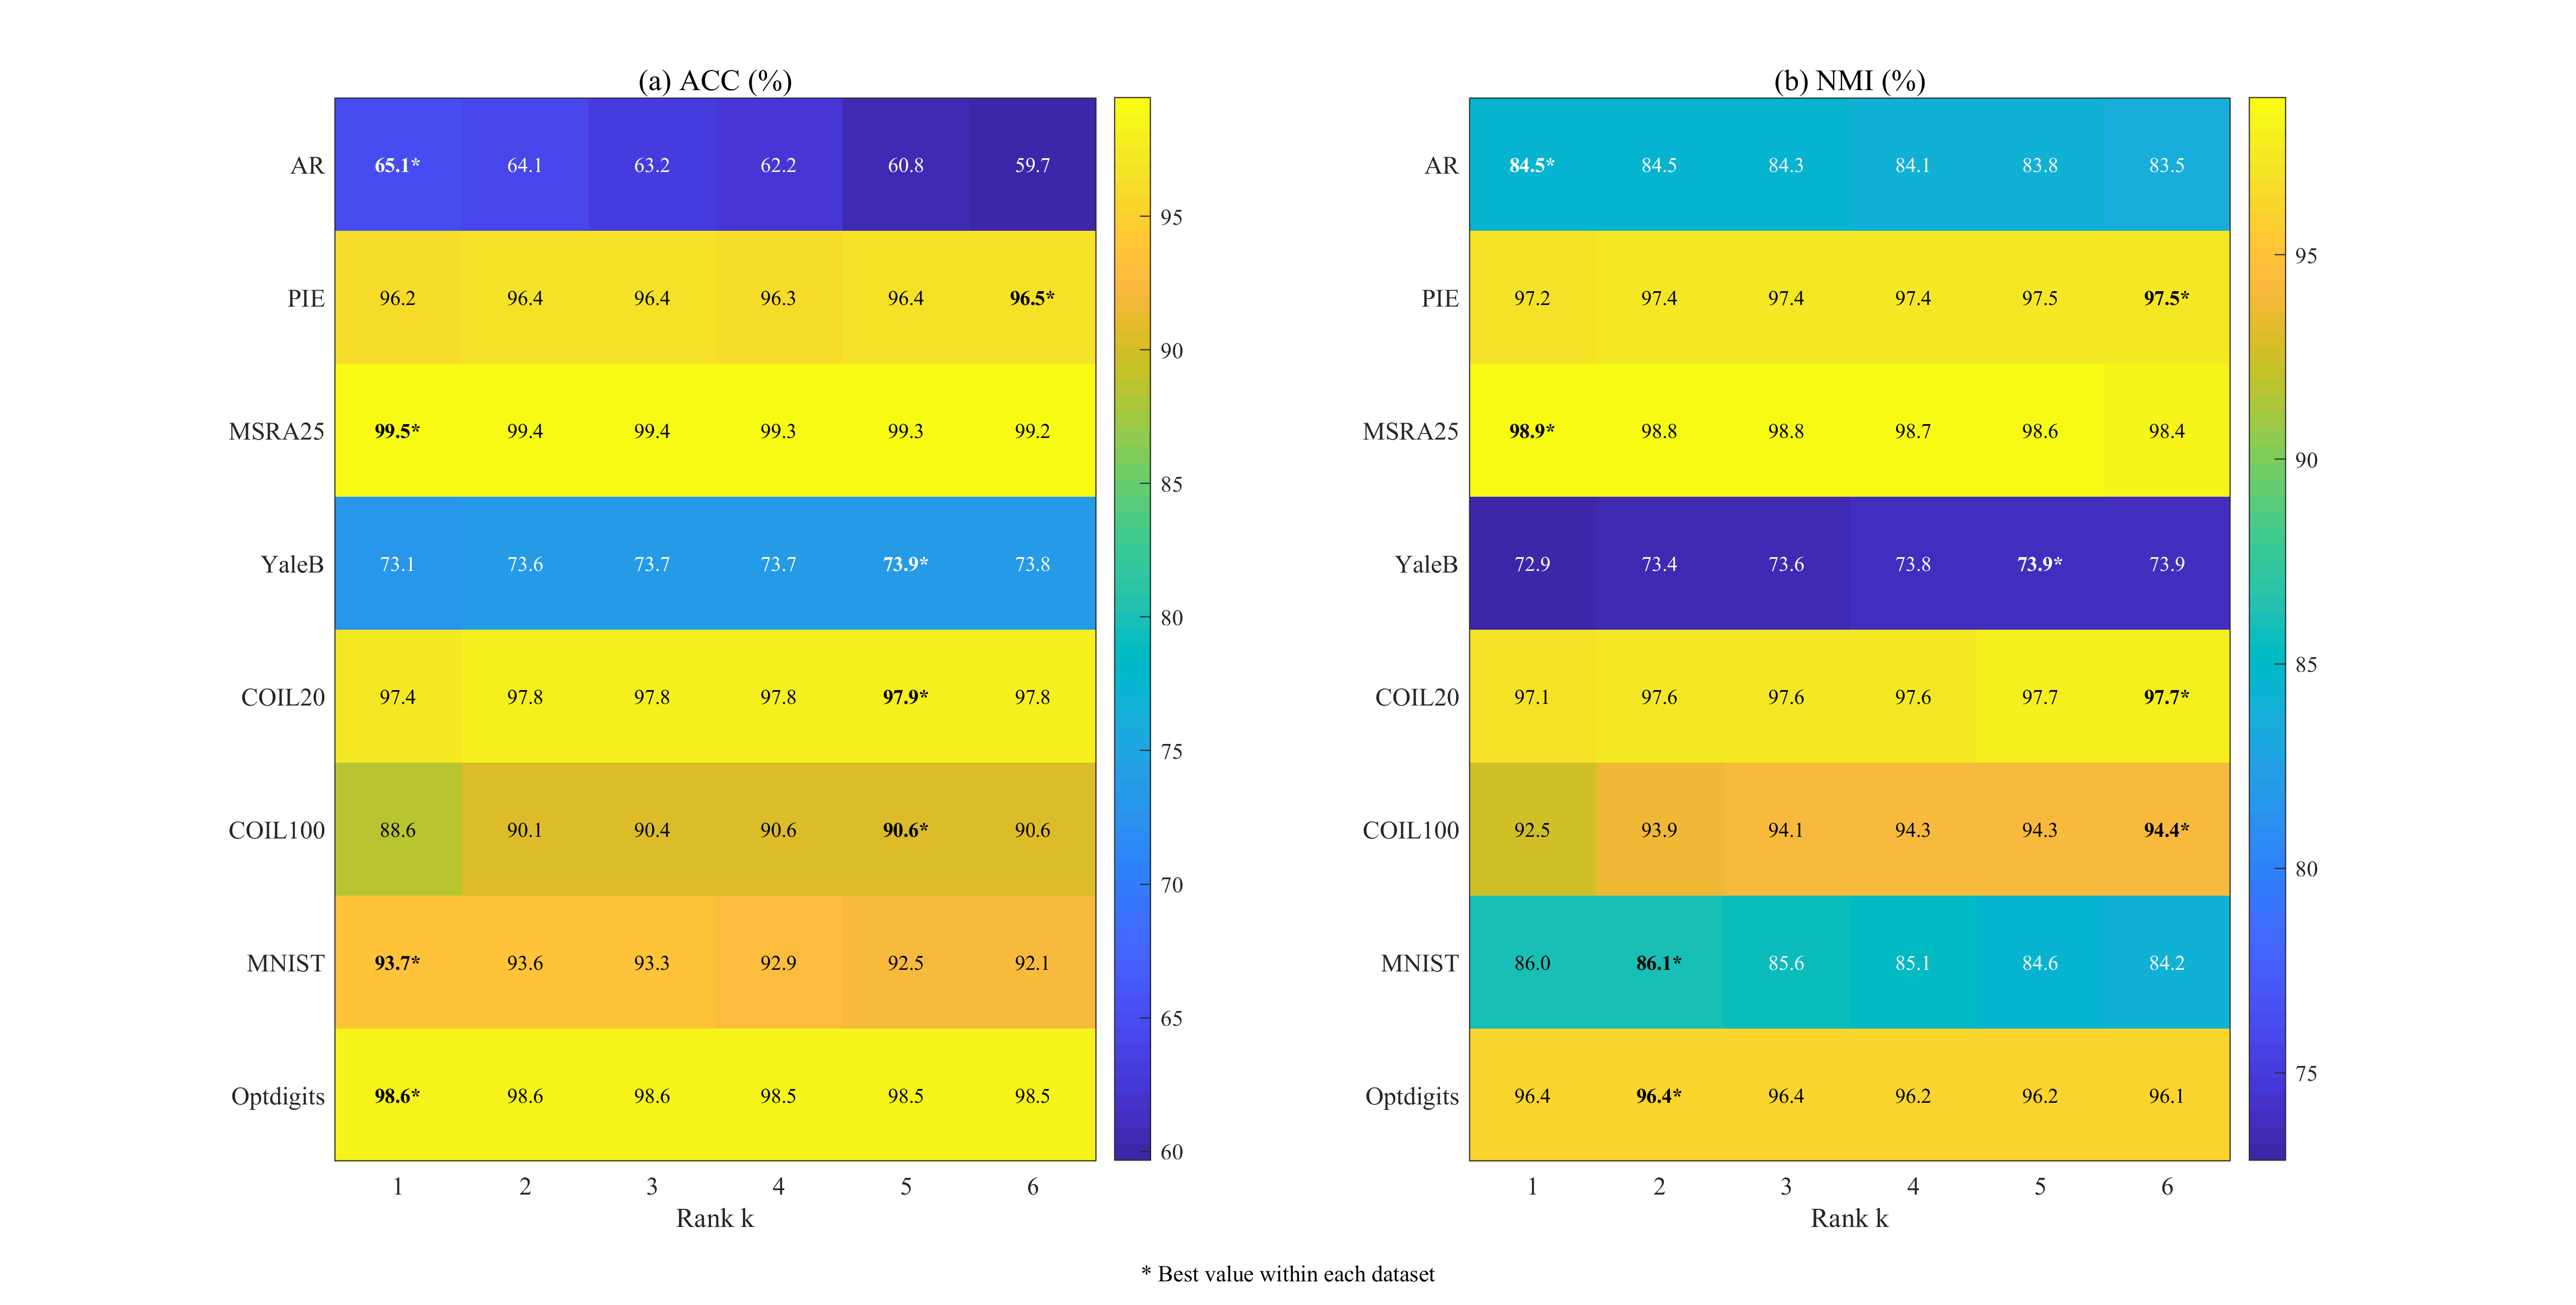 (a) ACC (%)
AR 65.1* 64.1 63.2 62.2 60.8 59.7
PIE 96.2 96.4 96.4 96.3 96.4 96.5*
MSRA25 99.5* 99.4 99.4 99.3 99.3 99.2
YaleB 73.1 73.6 73.7 73.7 73.9* 73.8
COIL20 97.4 97.8 97.8 97.8 97.9* 97.8
COIL100 88.6 90.1 90.4 90.6 90.6* 90.6
MNIST 93.7* 93.6 93.3 92.9 92.5 92.1
Optdigits 98.6* 98.6 98.6 98.5 98.5 98.5
1 2 3 4 5 6
Rank k
95
90
85
80
75
70
65
60
(b) NMI (%)
AR 84.5* 84.5 84.3 84.1 83.8 83.5
PIE 97.2 97.4 97.4 97.4 97.5 97.5*
MSRA25 98.9* 98.8 98.8 98.7 98.6 98.4
YaleB 72.9 73.4 73.6 73.8 73.9* 73.9
COIL20 97.1 97.6 97.6 97.6 97.7 97.7*
COIL100 92.5 93.9 94.1 94.3 94.3 94.4*
MNIST 86.0 86.1* 85.6 85.1 84.6 84.2
Optdigits 96.4 96.4* 96.4 96.2 96.2 96.1
1 2 3 4 5 6
Rank k
95
90
85
80
75
* Best value within each dataset